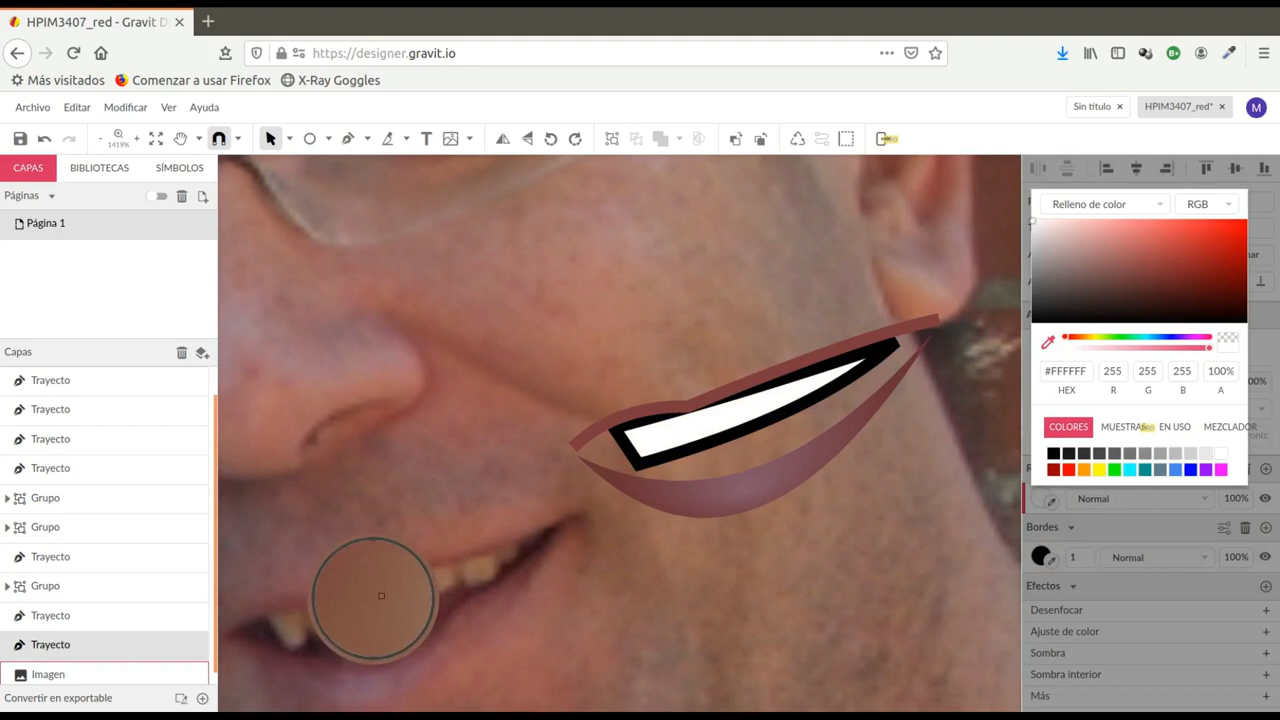 HPIM3407_red - Gravit D
https://designer.gravit.io
Más visitados Comenzar a usar Firefox X-Ray Goggles
Archivo Editar Modificar Ver Ayuda
Sin título
HPIM3407_red*
M
1419%
CAPAS BIBLIOTECAS SÍMBOLOS
Páginas
Página 1
Capas
Trayecto
Trayecto
Trayecto
Trayecto
Grupo
Grupo
Trayecto
Grupo
Trayecto
Trayecto
Imagen
Convertir en exportable
Relleno de color RGB
#FFFFFF 255 255 255 100%
HEX R G B A
COLORES MUESTRAS EN USO MEZCLADOR
Normal 100%
Bordes
1 Normal 100%
Efectos
Desenfocar
Ajuste de color
Sombra
Sombra interior
Más